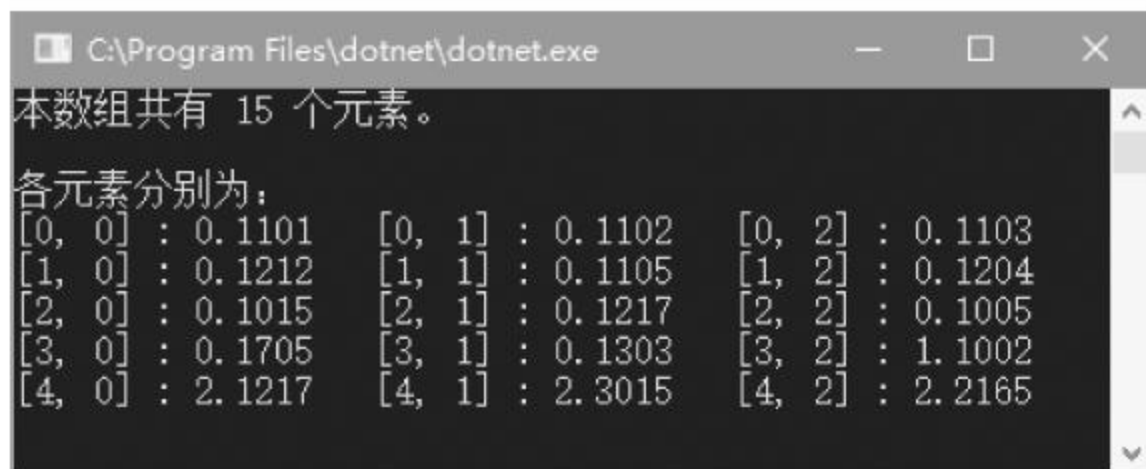 C:\Program Files\dotnet\dotnet.exe
本数组共有 15 个元素。
各元素分别为:
[0, 0] : 0.1101   [0, 1] : 0.1102   [0, 2] : 0.1103
[1, 0] : 0.1212   [1, 1] : 0.1105   [1, 2] : 0.1204
[2, 0] : 0.1015   [2, 1] : 0.1217   [2, 2] : 0.1005
[3, 0] : 0.1705   [3, 1] : 0.1303   [3, 2] : 1.1002
[4, 0] : 2.1217   [4, 1] : 2.3015   [4, 2] : 2.2165